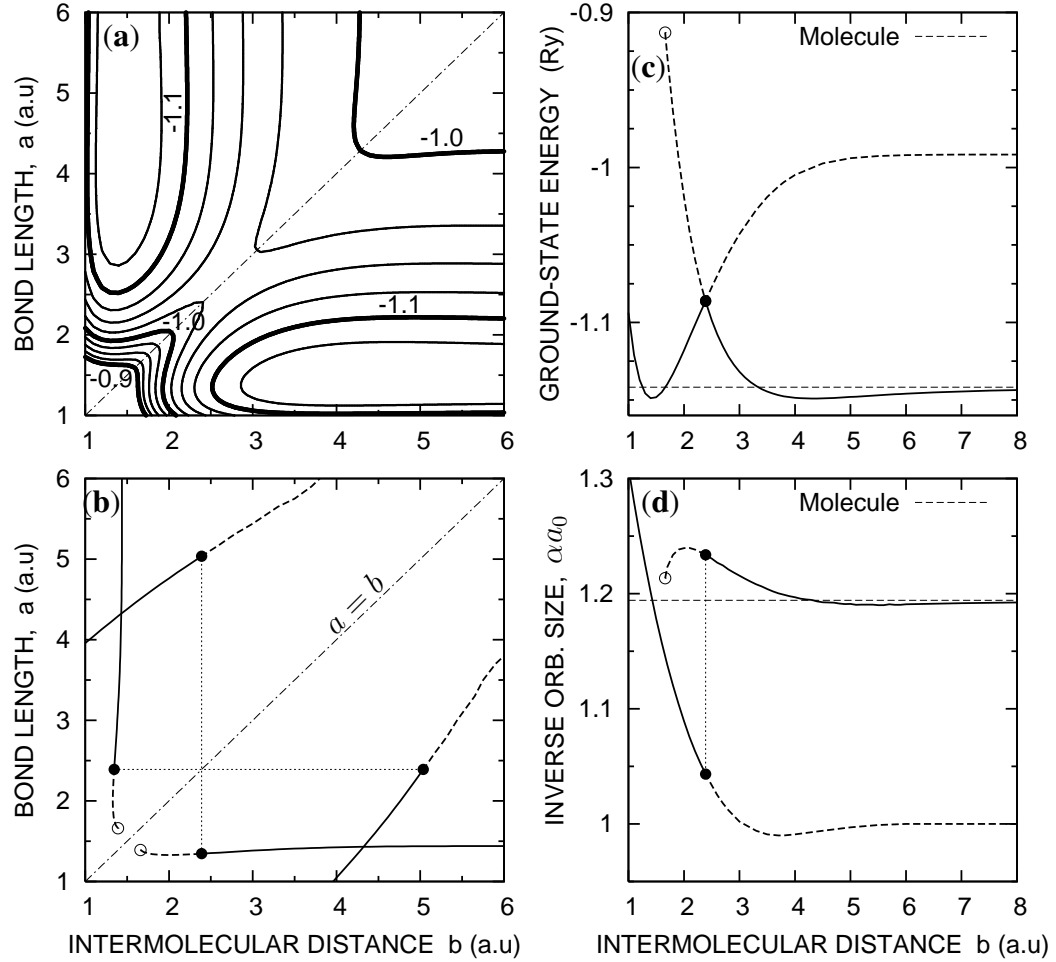 (a)
6
5
4
3
2
1
BOND LENGTH, a (a.u)
-1.1
-1.0
-1.1
-1.0
-0.9
1 2 3 4 5 6
(c)
Molecule
-0.9
-1
-1.1
GROUND-STATE ENERGY (Ry)
1 2 3 4 5 6 7 8
(b)
6
5
4
3
2
1
BOND LENGTH, a (a.u)
a = b
1 2 3 4 5 6
INTERMOLECULAR DISTANCE b (a.u)
(d)
Molecule
1.3
1.2
1.1
1
INVERSE ORB. SIZE, αa₀
1 2 3 4 5 6 7 8
INTERMOLECULAR DISTANCE b (a.u)